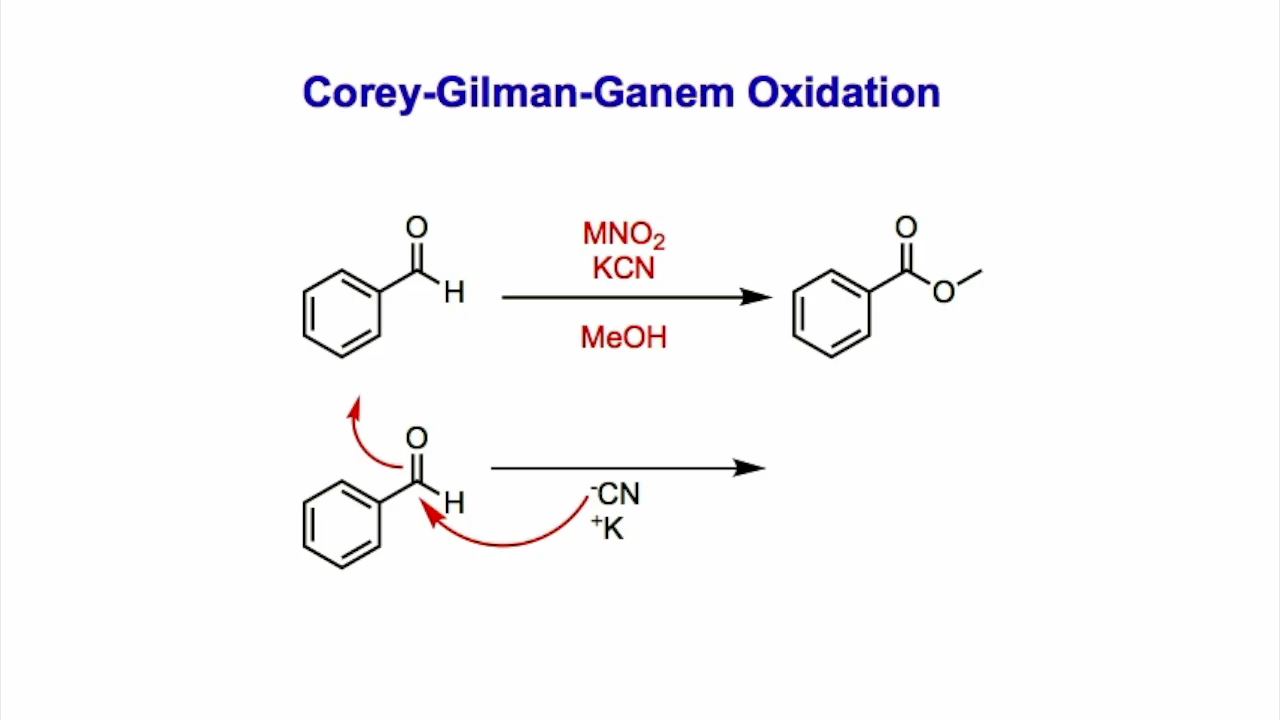 Corey-Gilman-Ganem Oxidation
O
H
MNO₂
KCN
MeOH
O
O
O
H
⁻CN
⁺K